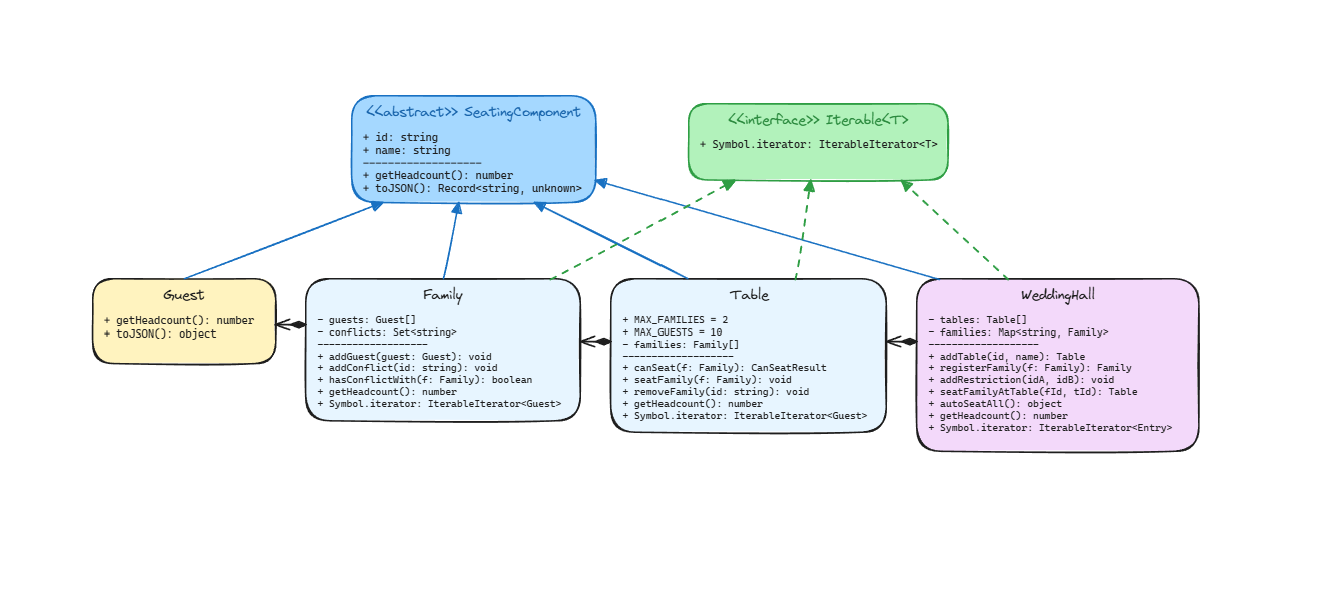 <<abstract>> SeatingComponent
+ id: string
+ name: string
-------------------
+ getHeadcount(): number
+ toJSON(): Record<string, unknown>
<<interface>> Iterable<T>
+ Symbol.iterator: IterableIterator<T>
Guest
+ getHeadcount(): number
+ toJSON(): object
Family
- guests: Guest[]
- conflicts: Set<string>
-------------------
+ addGuest(guest: Guest): void
+ addConflict(id: string): void
+ hasConflictWith(f: Family): boolean
+ getHeadcount(): number
+ Symbol.iterator: IterableIterator<Guest>
Table
+ MAX_FAMILIES = 2
+ MAX_GUESTS = 10
- families: Family[]
-------------------
+ canSeat(f: Family): CanSeatResult
+ seatFamily(f: Family): void
+ removeFamily(id: string): void
+ getHeadcount(): number
+ Symbol.iterator: IterableIterator<Guest>
WeddingHall
- tables: Table[]
- families: Map<string, Family>
-------------------
+ addTable(id, name): Table
+ registerFamily(f: Family): Family
+ addRestriction(idA, idB): void
+ seatFamilyAtTable(fId, tId): Table
+ autoSeatAll(): object
+ getHeadcount(): number
+ Symbol.iterator: IterableIterator<Entry>